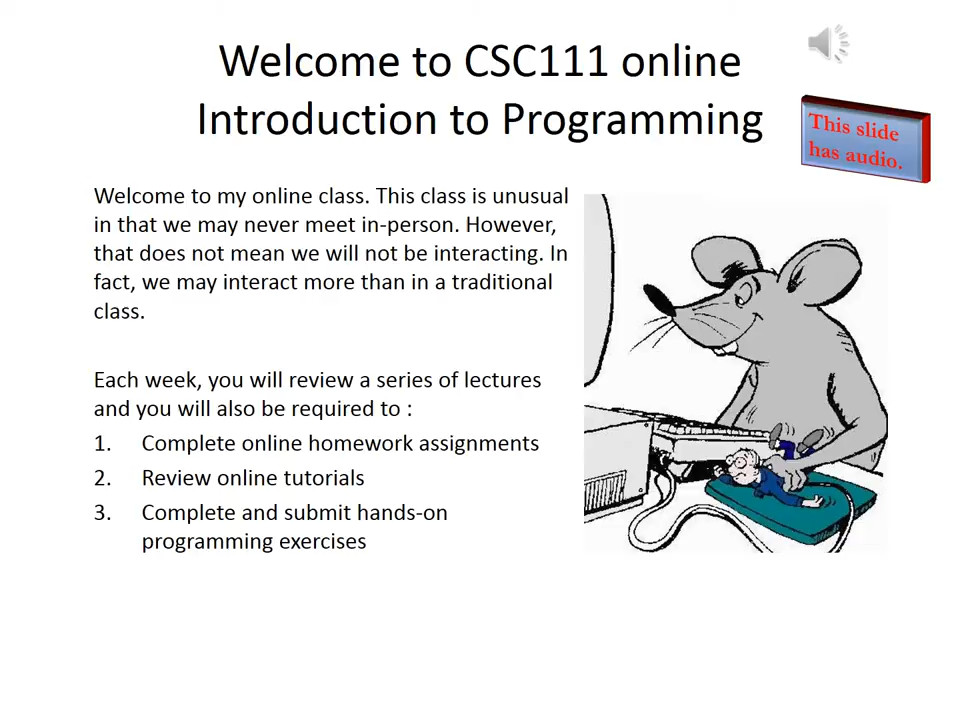 Welcome to CSC111 online
Introduction to Programming
This slide
has audio.
Welcome to my online class. This class is unusual
in that we may never meet in-person. However,
that does not mean we will not be interacting. In
fact, we may interact more than in a traditional
class.
Each week, you will review a series of lectures
and you will also be required to :
1. Complete online homework assignments
2. Review online tutorials
3. Complete and submit hands-on
programming exercises